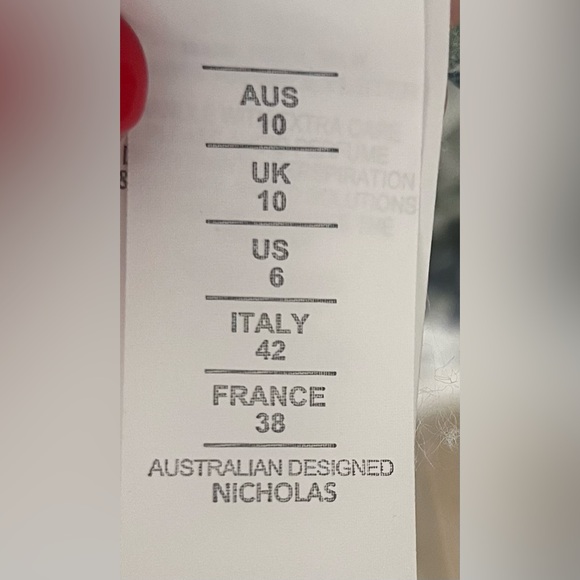 AUS
10
UK
10
US
6
ITALY
42
FRANCE
38
AUSTRALIAN DESIGNED
NICHOLAS